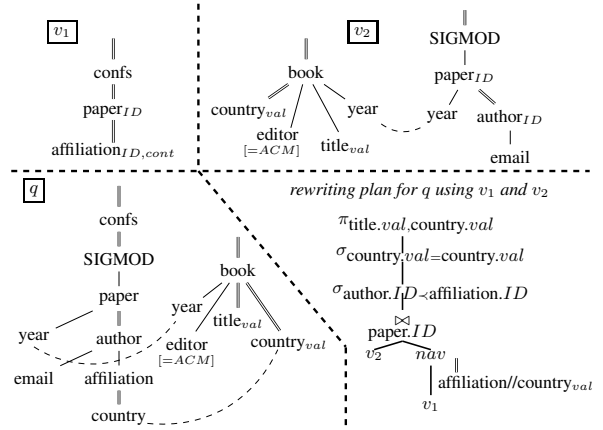 v1
confs
paperID
affiliationID,cont
v2
book
countryval
editor
[=ACM]
titleval
year
SIGMOD
paperID
year
authorID
email
q
confs
SIGMOD
paper
year
author
email
affiliation
country
book
year
editor
[=ACM]
titleval
countryval
rewriting plan for q using v1 and v2
πtitle.val,country.val
σcountry.val=country.val
σauthor.ID≺affiliation.ID
⋈
paper.ID
v2
nav
affiliation//countryval
v1